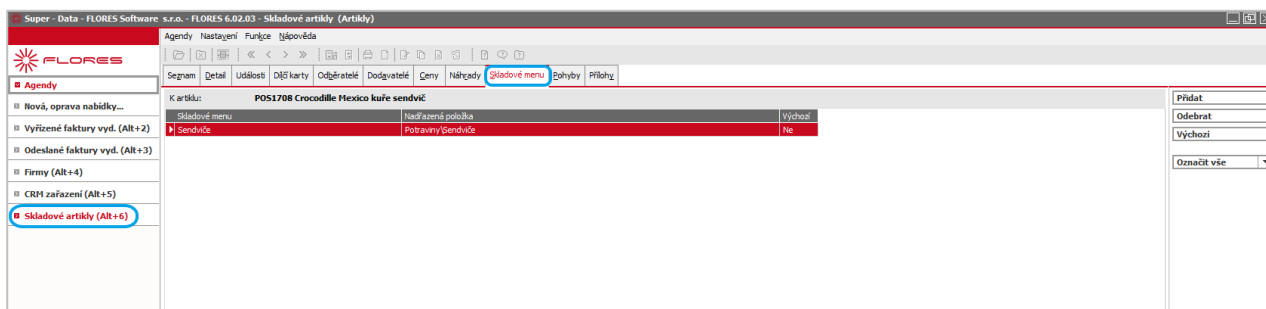 Super - Data - FLORES Software s.r.o. - FLORES 6.02.03 - Skladové artikly (Artikly)
Agendy Nastavení Funkce Nápověda
FLORES
Seznam Detail Události Dílčí karty Odběratelé Dodavatelé Ceny Náhrady Skladové menu Pohyby Přílohy
Agendy
Nová, oprava nabídky...
Vyřízené faktury vyd. (Alt+2)
Odeslané faktury vyd. (Alt+3)
Firmy (Alt+4)
CRM zařazení (Alt+5)
Skladové artikly (Alt+6)
K artiklu: P051708 Crocodille Mexico kuře sendvič
Skladové menu Nadřazená položka Výchozí
Sendviče Potraviny\Sendviče Ne
Přidat
Odebrat
Výchozí
Označit vše